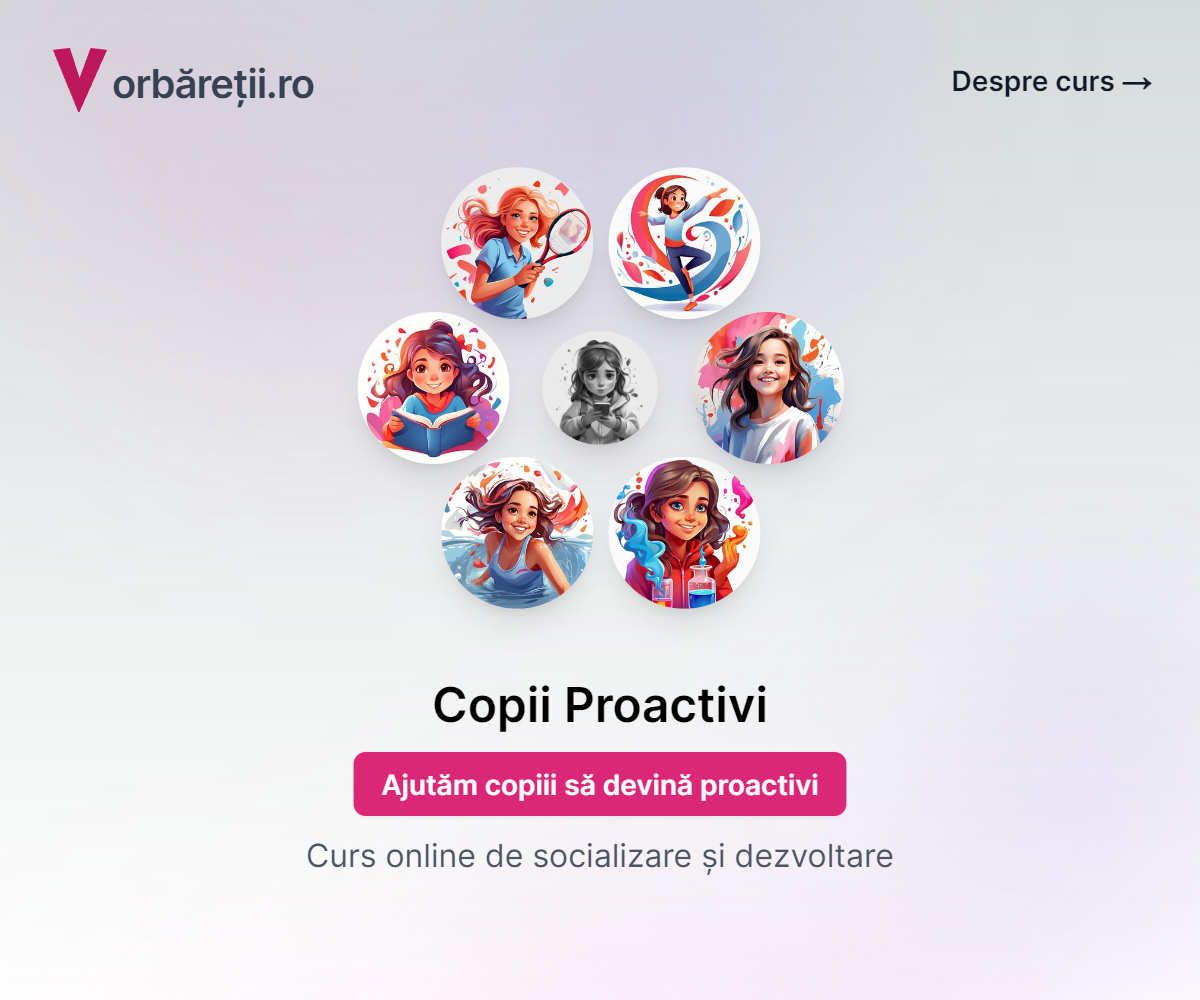 Vorbăreții.ro
Despre curs →
Copii Proactivi
Ajutăm copiii să devină proactivi
Curs online de socializare și dezvoltare